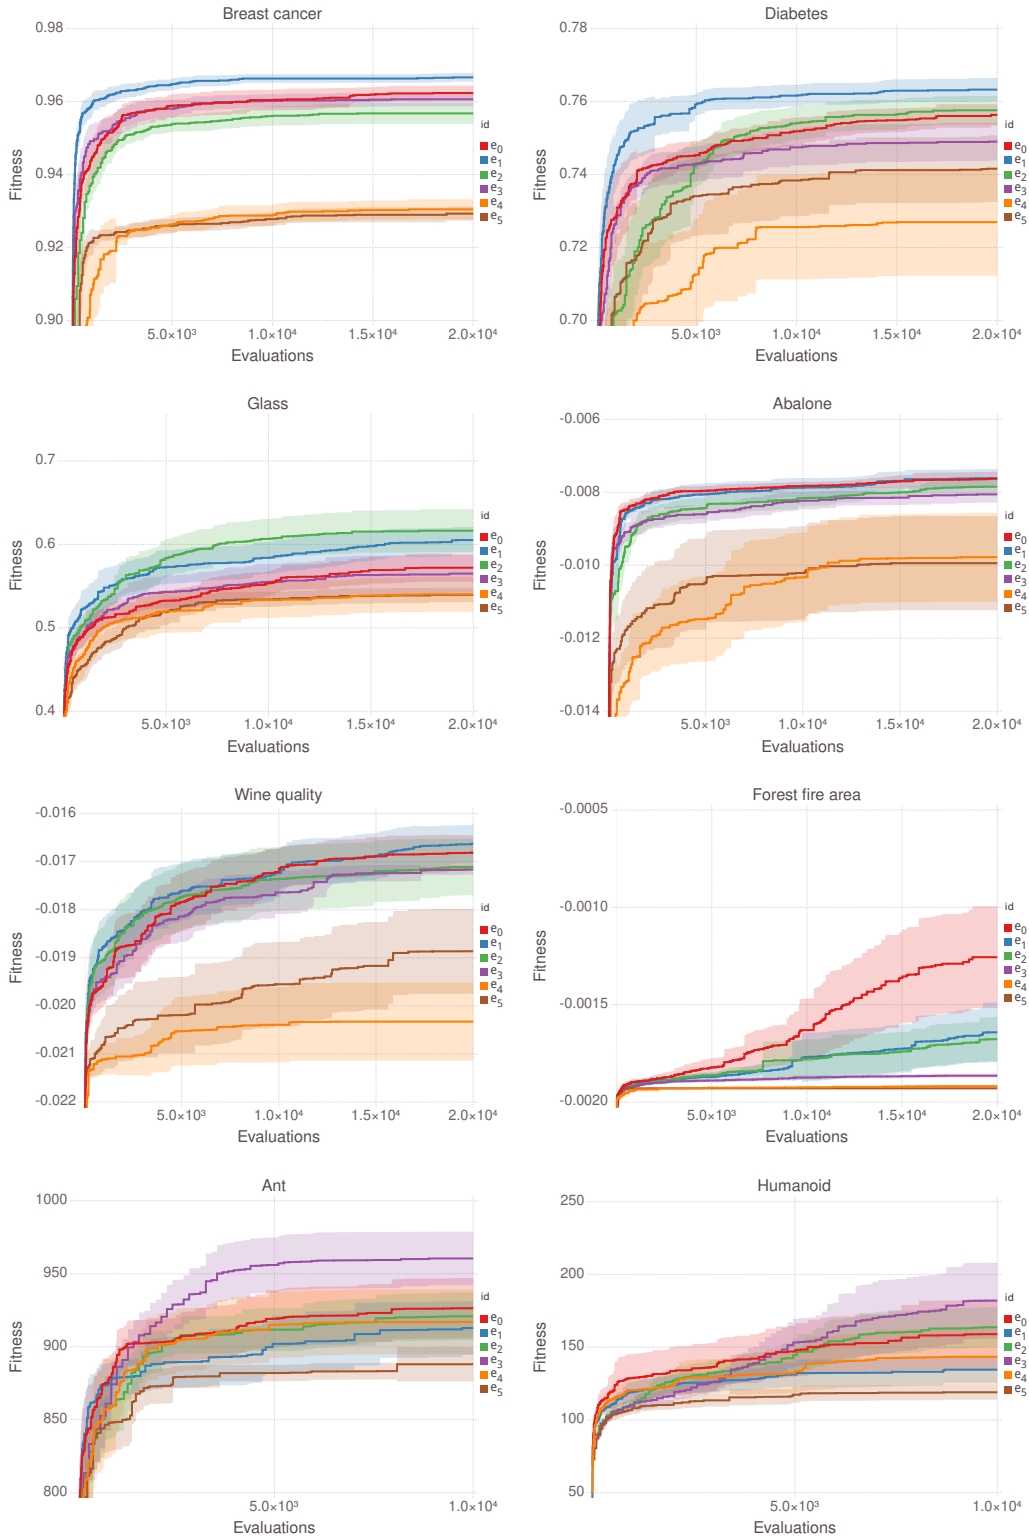 Breast cancer
0.98
0.96
0.94
0.92
0.90
Fitness
5.0×10³
1.0×10⁴
1.5×10⁴
2.0×10⁴
Evaluations
id
e₀
e₁
e₂
e₃
e₄
e₅
Diabetes
0.78
0.76
0.74
0.72
0.70
Fitness
5.0×10³
1.0×10⁴
1.5×10⁴
2.0×10⁴
Evaluations
id
e₀
e₁
e₂
e₃
e₄
e₅
Glass
0.7
0.6
0.5
0.4
Fitness
5.0×10³
1.0×10⁴
1.5×10⁴
2.0×10⁴
Evaluations
id
e₀
e₁
e₂
e₃
e₄
e₅
Abalone
-0.006
-0.008
-0.010
-0.012
-0.014
Fitness
5.0×10³
1.0×10⁴
1.5×10⁴
2.0×10⁴
Evaluations
id
e₀
e₁
e₂
e₃
e₄
e₅
Wine quality
-0.016
-0.017
-0.018
-0.019
-0.020
-0.021
-0.022
Fitness
5.0×10³
1.0×10⁴
1.5×10⁴
2.0×10⁴
Evaluations
id
e₀
e₁
e₂
e₃
e₄
e₅
Forest fire area
-0.0005
-0.0010
-0.0015
-0.0020
Fitness
5.0×10³
1.0×10⁴
1.5×10⁴
2.0×10⁴
Evaluations
id
e₀
e₁
e₂
e₃
e₄
e₅
Ant
1000
950
900
850
800
Fitness
5.0×10³
1.0×10⁴
Evaluations
id
e₀
e₁
e₂
e₃
e₄
e₅
Humanoid
250
200
150
100
50
Fitness
5.0×10³
1.0×10⁴
Evaluations
id
e₀
e₁
e₂
e₃
e₄
e₅